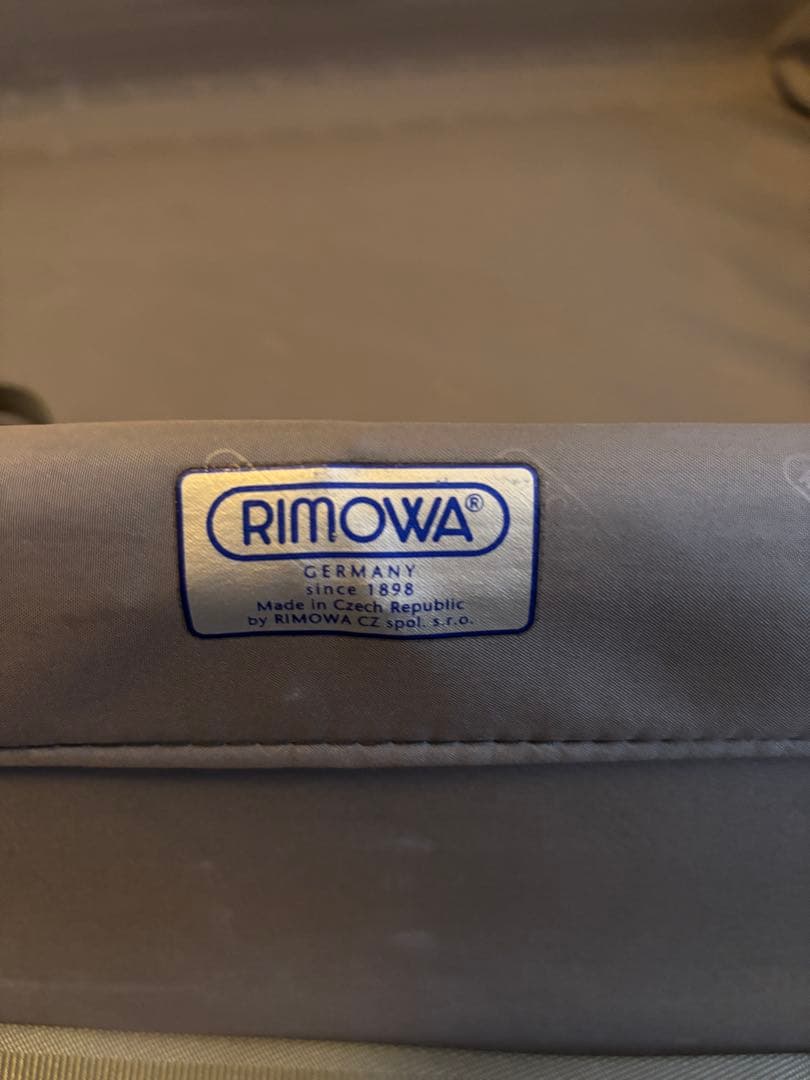 RIMOWA®
GERMANY
since 1898
Made in Czech Republic
by RIMOWA CZ spol. s.r.o.